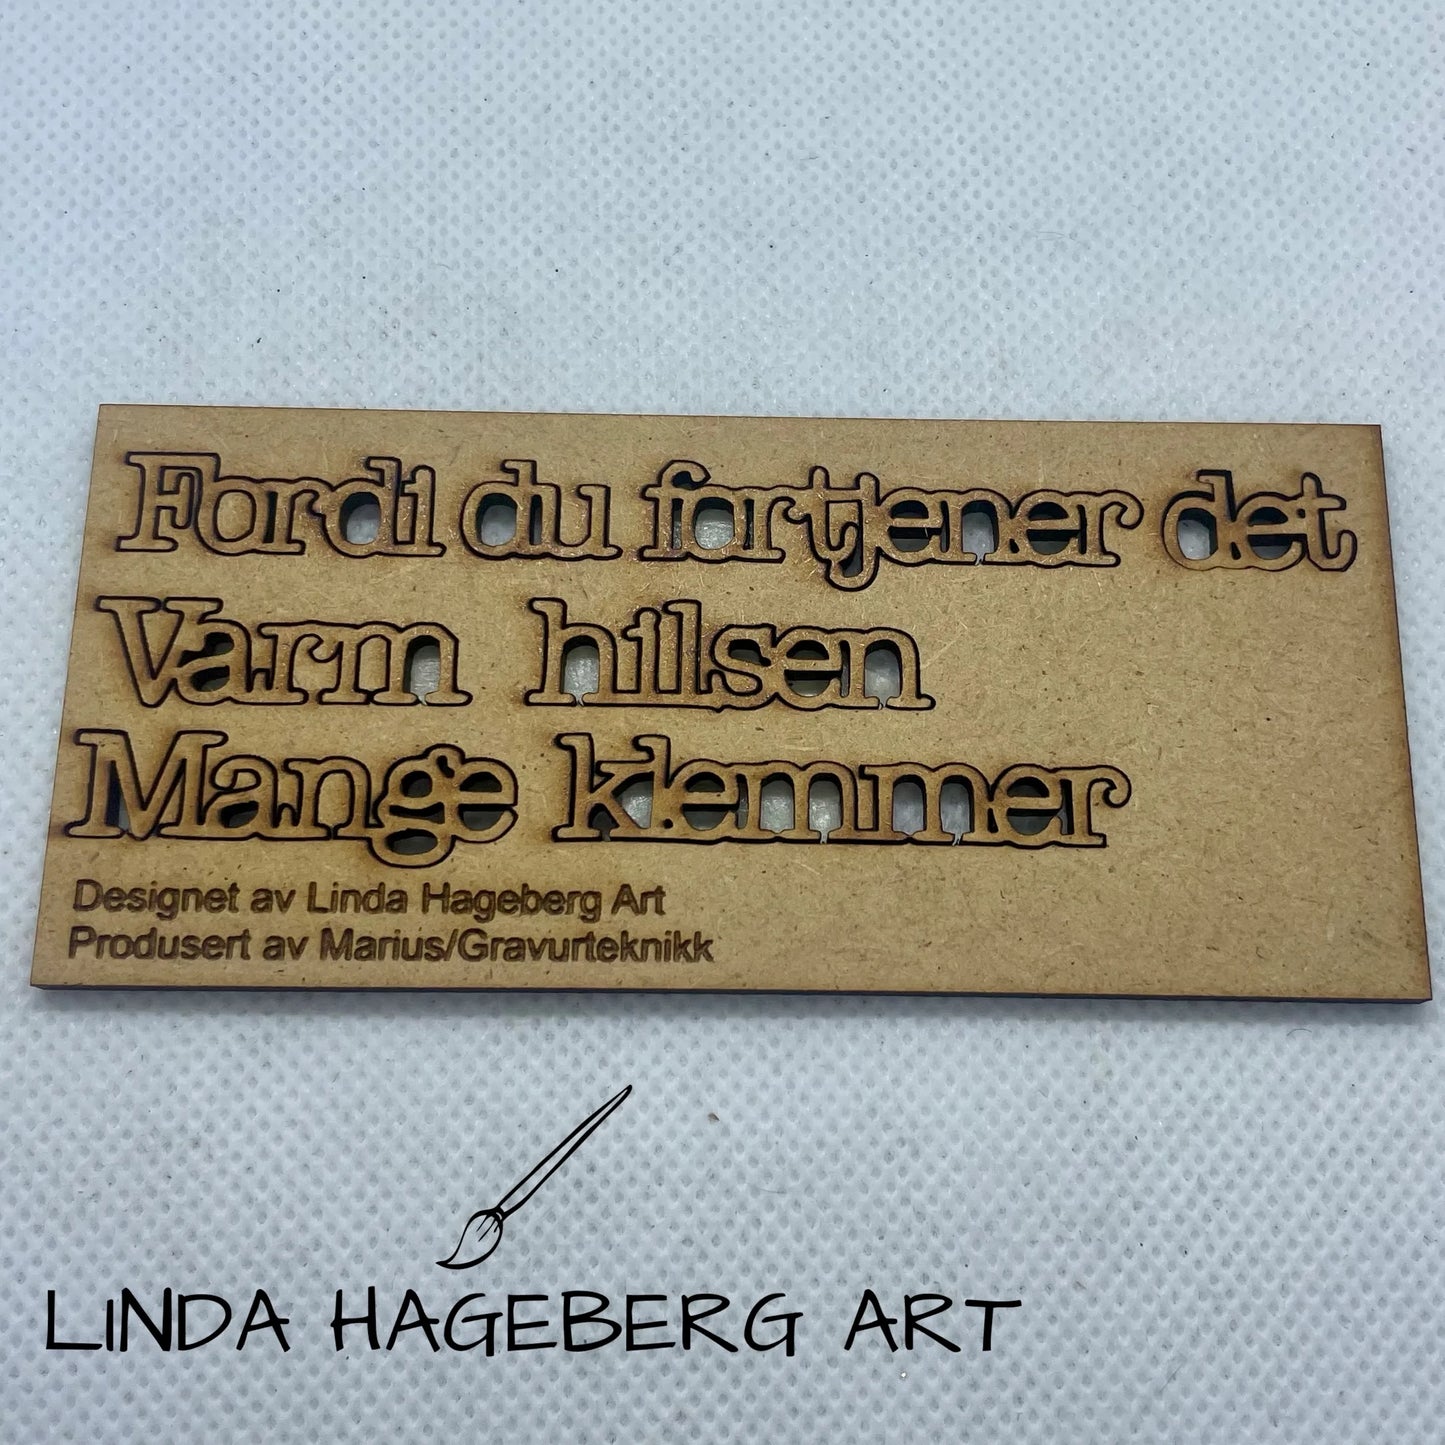 Fordi du fortjener det
Varm hilsen
Mange klemmer
Designet av Linda Hageberg Art
Produsert av Marius/Gravurteknikk
LINDA HAGEBERG ART